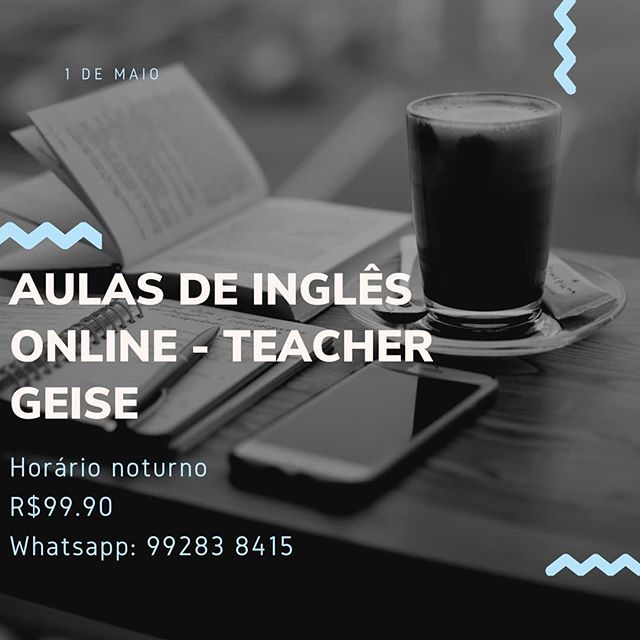 1 DE MAIO
AULAS DE INGLÊS
ONLINE - TEACHER
GEISE
Horário noturno
R$99.90
Whatsapp: 99283 8415